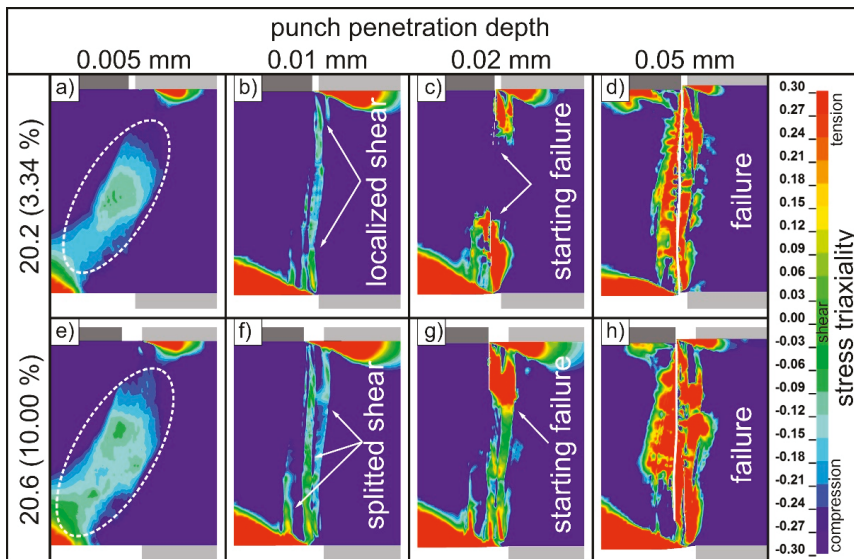 punch penetration depth
0.005 mm
0.01 mm
0.02 mm
0.05 mm
20.2 (3.34 %)
a)
b)
localized shear
c)
starting failure
d)
failure
20.6 (10.00 %)
e)
f)
splitted shear
g)
starting failure
h)
failure
0.30
0.27
0.24
0.21
0.18
0.15
0.12
0.09
0.06
0.03
0.00
-0.03
-0.06
-0.09
-0.12
-0.15
-0.18
-0.21
-0.24
-0.27
-0.30
tension
shear
compression
stress triaxiality